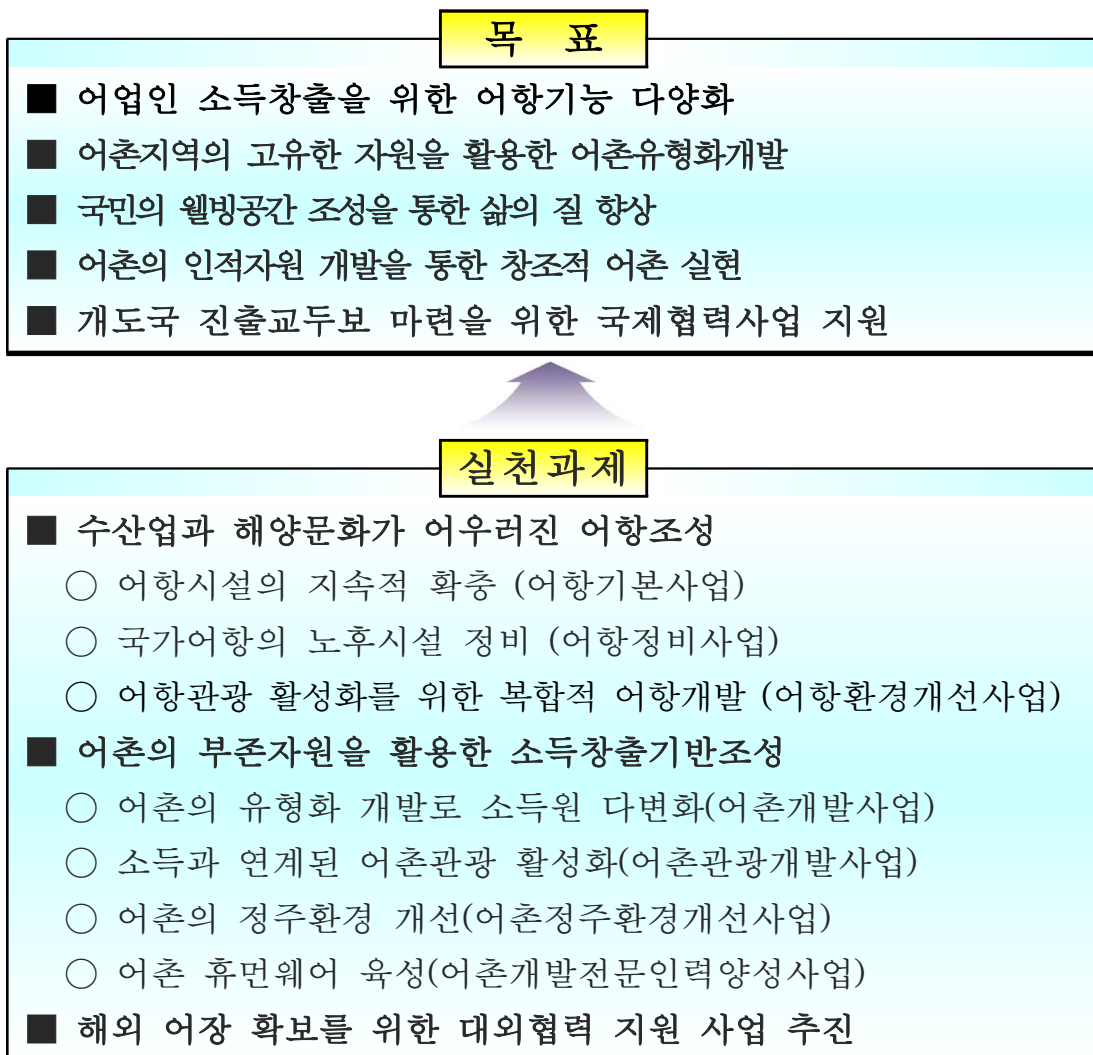 목 표
■ 어업인 소득창출을 위한 어항기능 다양화
■ 어촌지역의 고유한 자원을 활용한 어촌유형화개발
■ 국민의 웰빙공간 조성을 통한 삶의 질 향상
■ 어촌의 인적자원 개발을 통한 창조적 어촌 실현
■ 개도국 진출교두보 마련을 위한 국제협력사업 지원
실천과제
■ 수산업과 해양문화가 어우러진 어항조성
○ 어항시설의 지속적 확충 (어항기본사업)
○ 국가어항의 노후시설 정비 (어항정비사업)
○ 어항관광 활성화를 위한 복합적 어항개발 (어항환경개선사업)
■ 어촌의 부존자원을 활용한 소득창출기반조성
○ 어촌의 유형화 개발로 소득원 다변화(어촌개발사업)
○ 소득과 연계된 어촌관광 활성화(어촌관광개발사업)
○ 어촌의 정주환경 개선(어촌정주환경개선사업)
○ 어촌 휴먼웨어 육성(어촌개발전문인력양성사업)
■ 해외 어장 확보를 위한 대외협력 지원 사업 추진